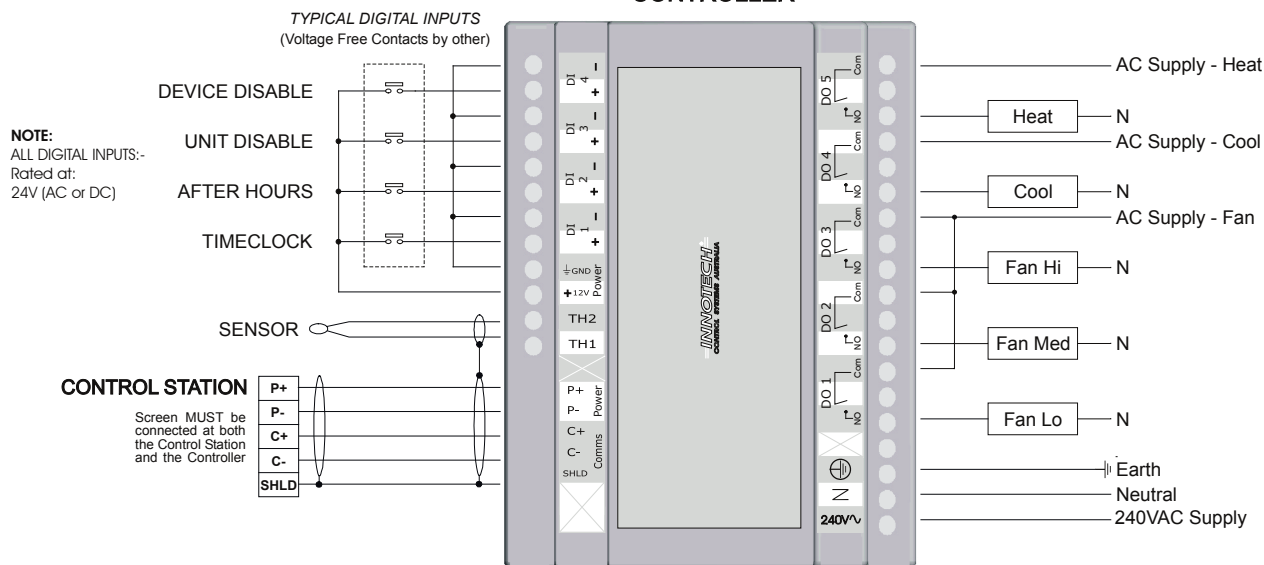 CONTROLLER
TYPICAL DIGITAL INPUTS
(Voltage Free Contacts by other)
DEVICE DISABLE
UNIT DISABLE
AFTER HOURS
TIMECLOCK
NOTE:
ALL DIGITAL INPUTS:-
Rated at:
24V (AC or DC)
SENSOR
CONTROL STATION
Screen MUST be
connected at both
the Control Station
and the Controller
P+
P-
C+
C-
SHLD
DI 4
-
+
DI 3
-
+
DI 2
-
+
DI 1
-
+
GND
+12V
Power
TH2
TH1
P+
P-
Power
C+
C-
SHLD
Comms
INNOTECH
CONTROL SYSTEMS AUSTRALIA
DO 5
Com
NO
DO 4
Com
NO
DO 3
Com
NO
DO 2
Com
NO
DO 1
Com
NO
N
240V∿
AC Supply - Heat
Heat
N
AC Supply - Cool
Cool
N
AC Supply - Fan
Fan Hi
N
Fan Med
N
Fan Lo
N
Earth
Neutral
240VAC Supply